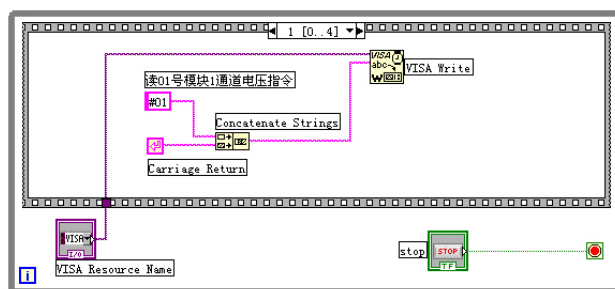 1 [0..4]
VISA
abc
W
VISA Write
读01号模块1通道电压指令
#01
Concatenate Strings
Carriage Return
VISA
I/O
VISA Resource Name
stop
STOP
TF
i